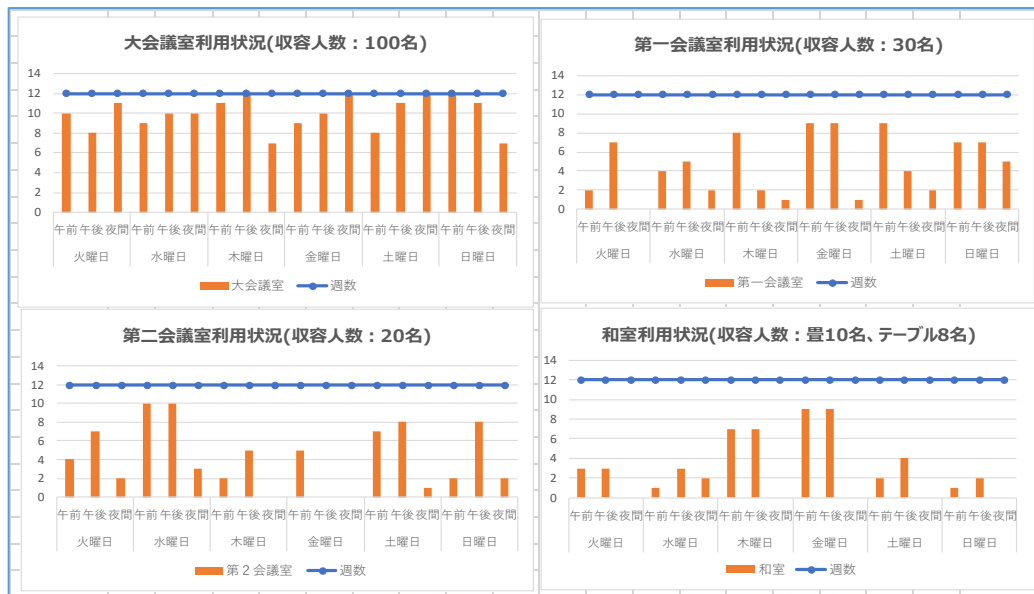 大会議室利用状況(収容人数：100名)
14
12
10
8
6
4
2
0
午前 午後 夜間 午前 午後 夜間 午前 午後 夜間 午前 午後 夜間 午前 午後 夜間 午前 午後 夜間
火曜日 水曜日 木曜日 金曜日 土曜日 日曜日
大会議室 週数
第一会議室利用状況(収容人数：30名)
14
12
10
8
6
4
2
0
午前 午後 夜間 午前 午後 夜間 午前 午後 夜間 午前 午後 夜間 午前 午後 夜間 午前 午後 夜間
火曜日 水曜日 木曜日 金曜日 土曜日 日曜日
第一会議室 週数
第二会議室利用状況(収容人数：20名)
14
12
10
8
6
4
2
0
午前 午後 夜間 午前 午後 夜間 午前 午後 夜間 午前 午後 夜間 午前 午後 夜間 午前 午後 夜間
火曜日 水曜日 木曜日 金曜日 土曜日 日曜日
第２会議室 週数
和室利用状況(収容人数：畳10名、テーブル8名)
14
12
10
8
6
4
2
0
午前 午後 夜間 午前 午後 夜間 午前 午後 夜間 午前 午後 夜間 午前 午後 夜間 午前 午後 夜間
火曜日 水曜日 木曜日 金曜日 土曜日 日曜日
和室 週数